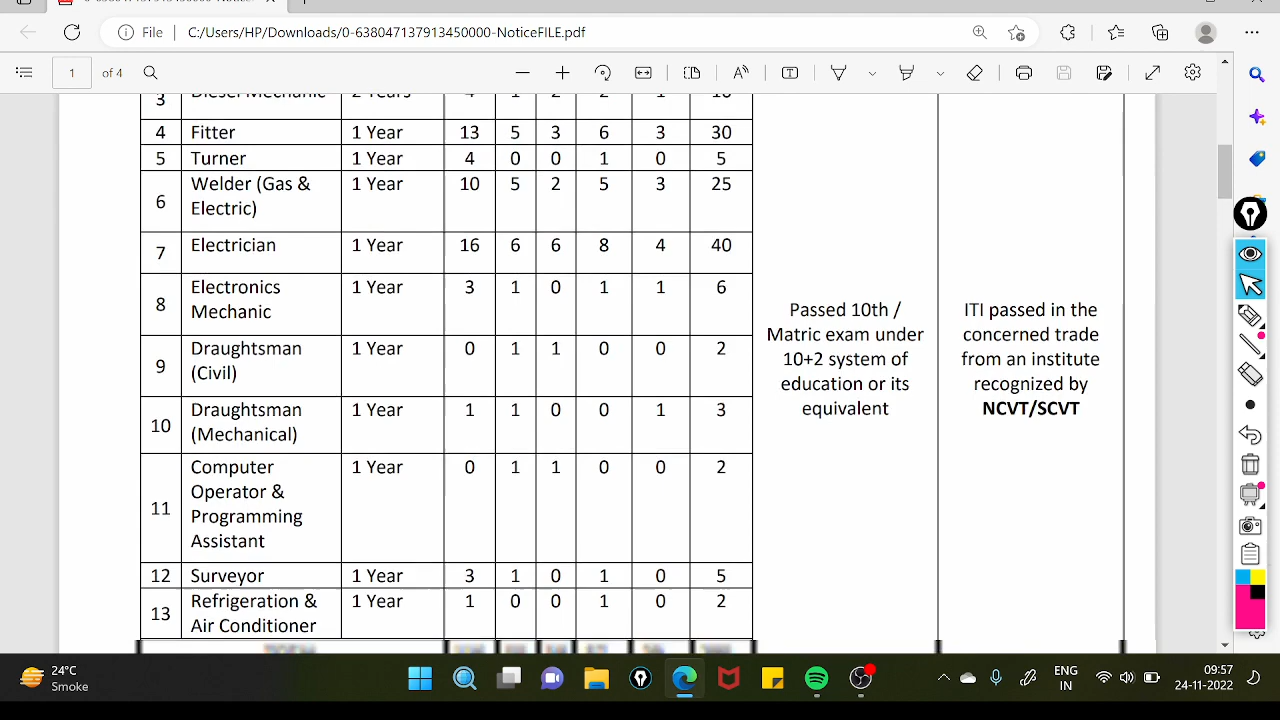 0-638047137913450000-Notice
File C:/Users/HP/Downloads/0-638047137913450000-NoticeFILE.pdf
1 of 4
3 Diesel Mechanic 2 Years 4 1 2 2 1 10
4 Fitter 1 Year 13 5 3 6 3 30
5 Turner 1 Year 4 0 0 1 0 5
6 Welder (Gas & Electric) 1 Year 10 5 2 5 3 25
7 Electrician 1 Year 16 6 6 8 4 40
8 Electronics Mechanic 1 Year 3 1 0 1 1 6
9 Draughtsman (Civil) 1 Year 0 1 1 0 0 2
10 Draughtsman (Mechanical) 1 Year 1 1 0 0 1 3
11 Computer Operator & Programming Assistant 1 Year 0 1 1 0 0 2
12 Surveyor 1 Year 3 1 0 1 0 5
13 Refrigeration & Air Conditioner 1 Year 1 0 0 1 0 2
Passed 10th /
Matric exam under
10+2 system of
education or its
equivalent
ITI passed in the
concerned trade
from an institute
recognized by
NCVT/SCVT
24°C
Smoke
ENG
IN
09:57
24-11-2022